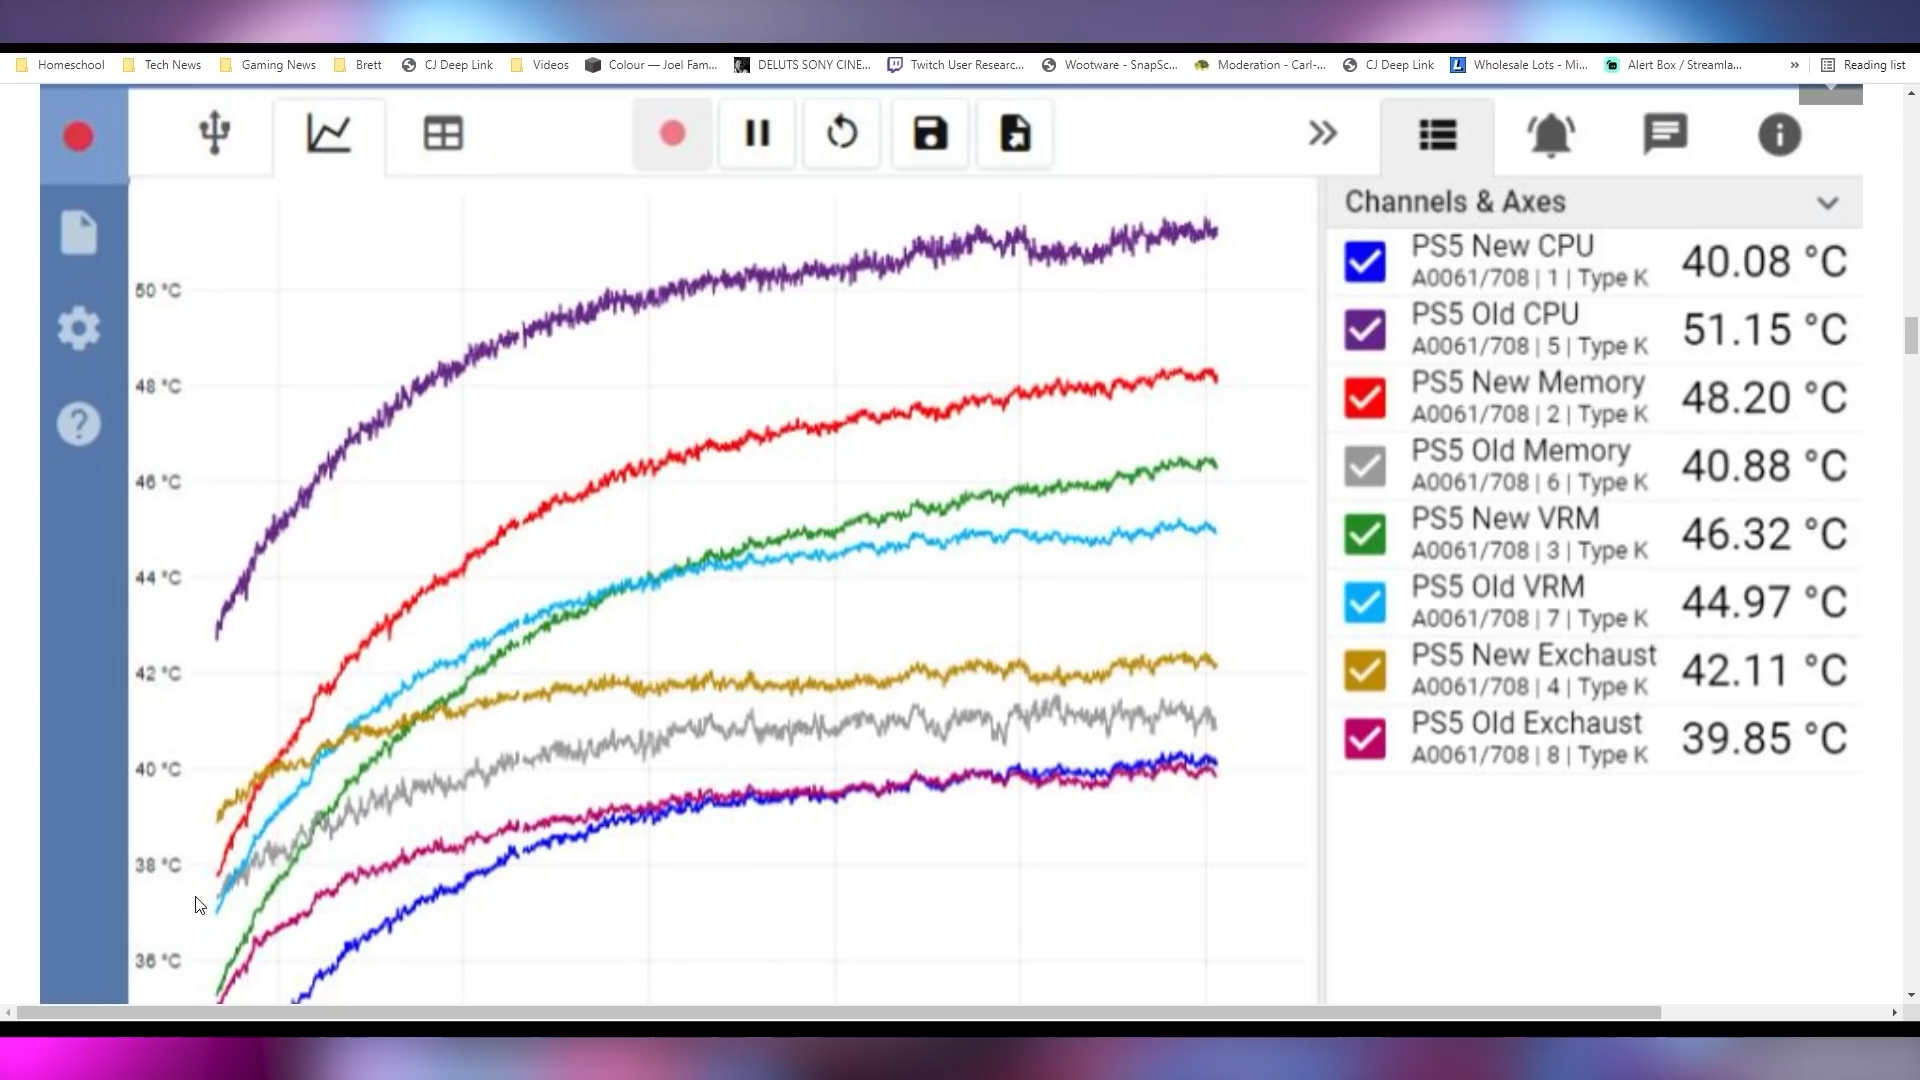 Homeschool Tech News Gaming News Brett CJ Deep Link Videos Colour — Joel Fam... DELUTS SONY CINE... Twitch User Researc... Wootware - SnapSc... Moderation - Carl-... CJ Deep Link Wholesale Lots - Mi... Alert Box / Streamla... » Reading list
Channels & Axes
PS5 New CPU
A0061/708 | 1 | Type K
40.08 °C
PS5 Old CPU
A0061/708 | 5 | Type K
51.15 °C
PS5 New Memory
A0061/708 | 2 | Type K
48.20 °C
PS5 Old Memory
A0061/708 | 6 | Type K
40.88 °C
PS5 New VRM
A0061/708 | 3 | Type K
46.32 °C
PS5 Old VRM
A0061/708 | 7 | Type K
44.97 °C
PS5 New Exchaust
A0061/708 | 4 | Type K
42.11 °C
PS5 Old Exchaust
A0061/708 | 8 | Type K
39.85 °C
50 °C
48 °C
46 °C
44 °C
42 °C
40 °C
38 °C
36 °C